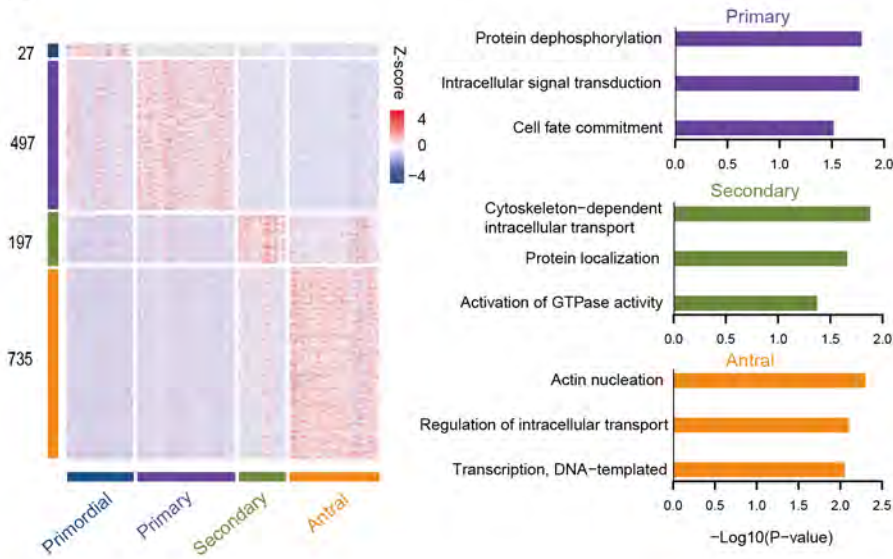 27
497
197
735
Primordial
Primary
Secondary
Antral
Z-score
4
0
−4
Primary
Protein dephosphorylation
Intracellular signal transduction
Cell fate commitment
0.0 0.5 1.0 1.5 2.0
Secondary
Cytoskeleton−dependent
intracellular transport
Protein localization
Activation of GTPase activity
0.0 0.5 1.0 1.5 2.0
Antral
Actin nucleation
Regulation of intracellular transport
Transcription, DNA-templated
0.0 0.5 1.0 1.5 2.0 2.5
−Log10(P-value)